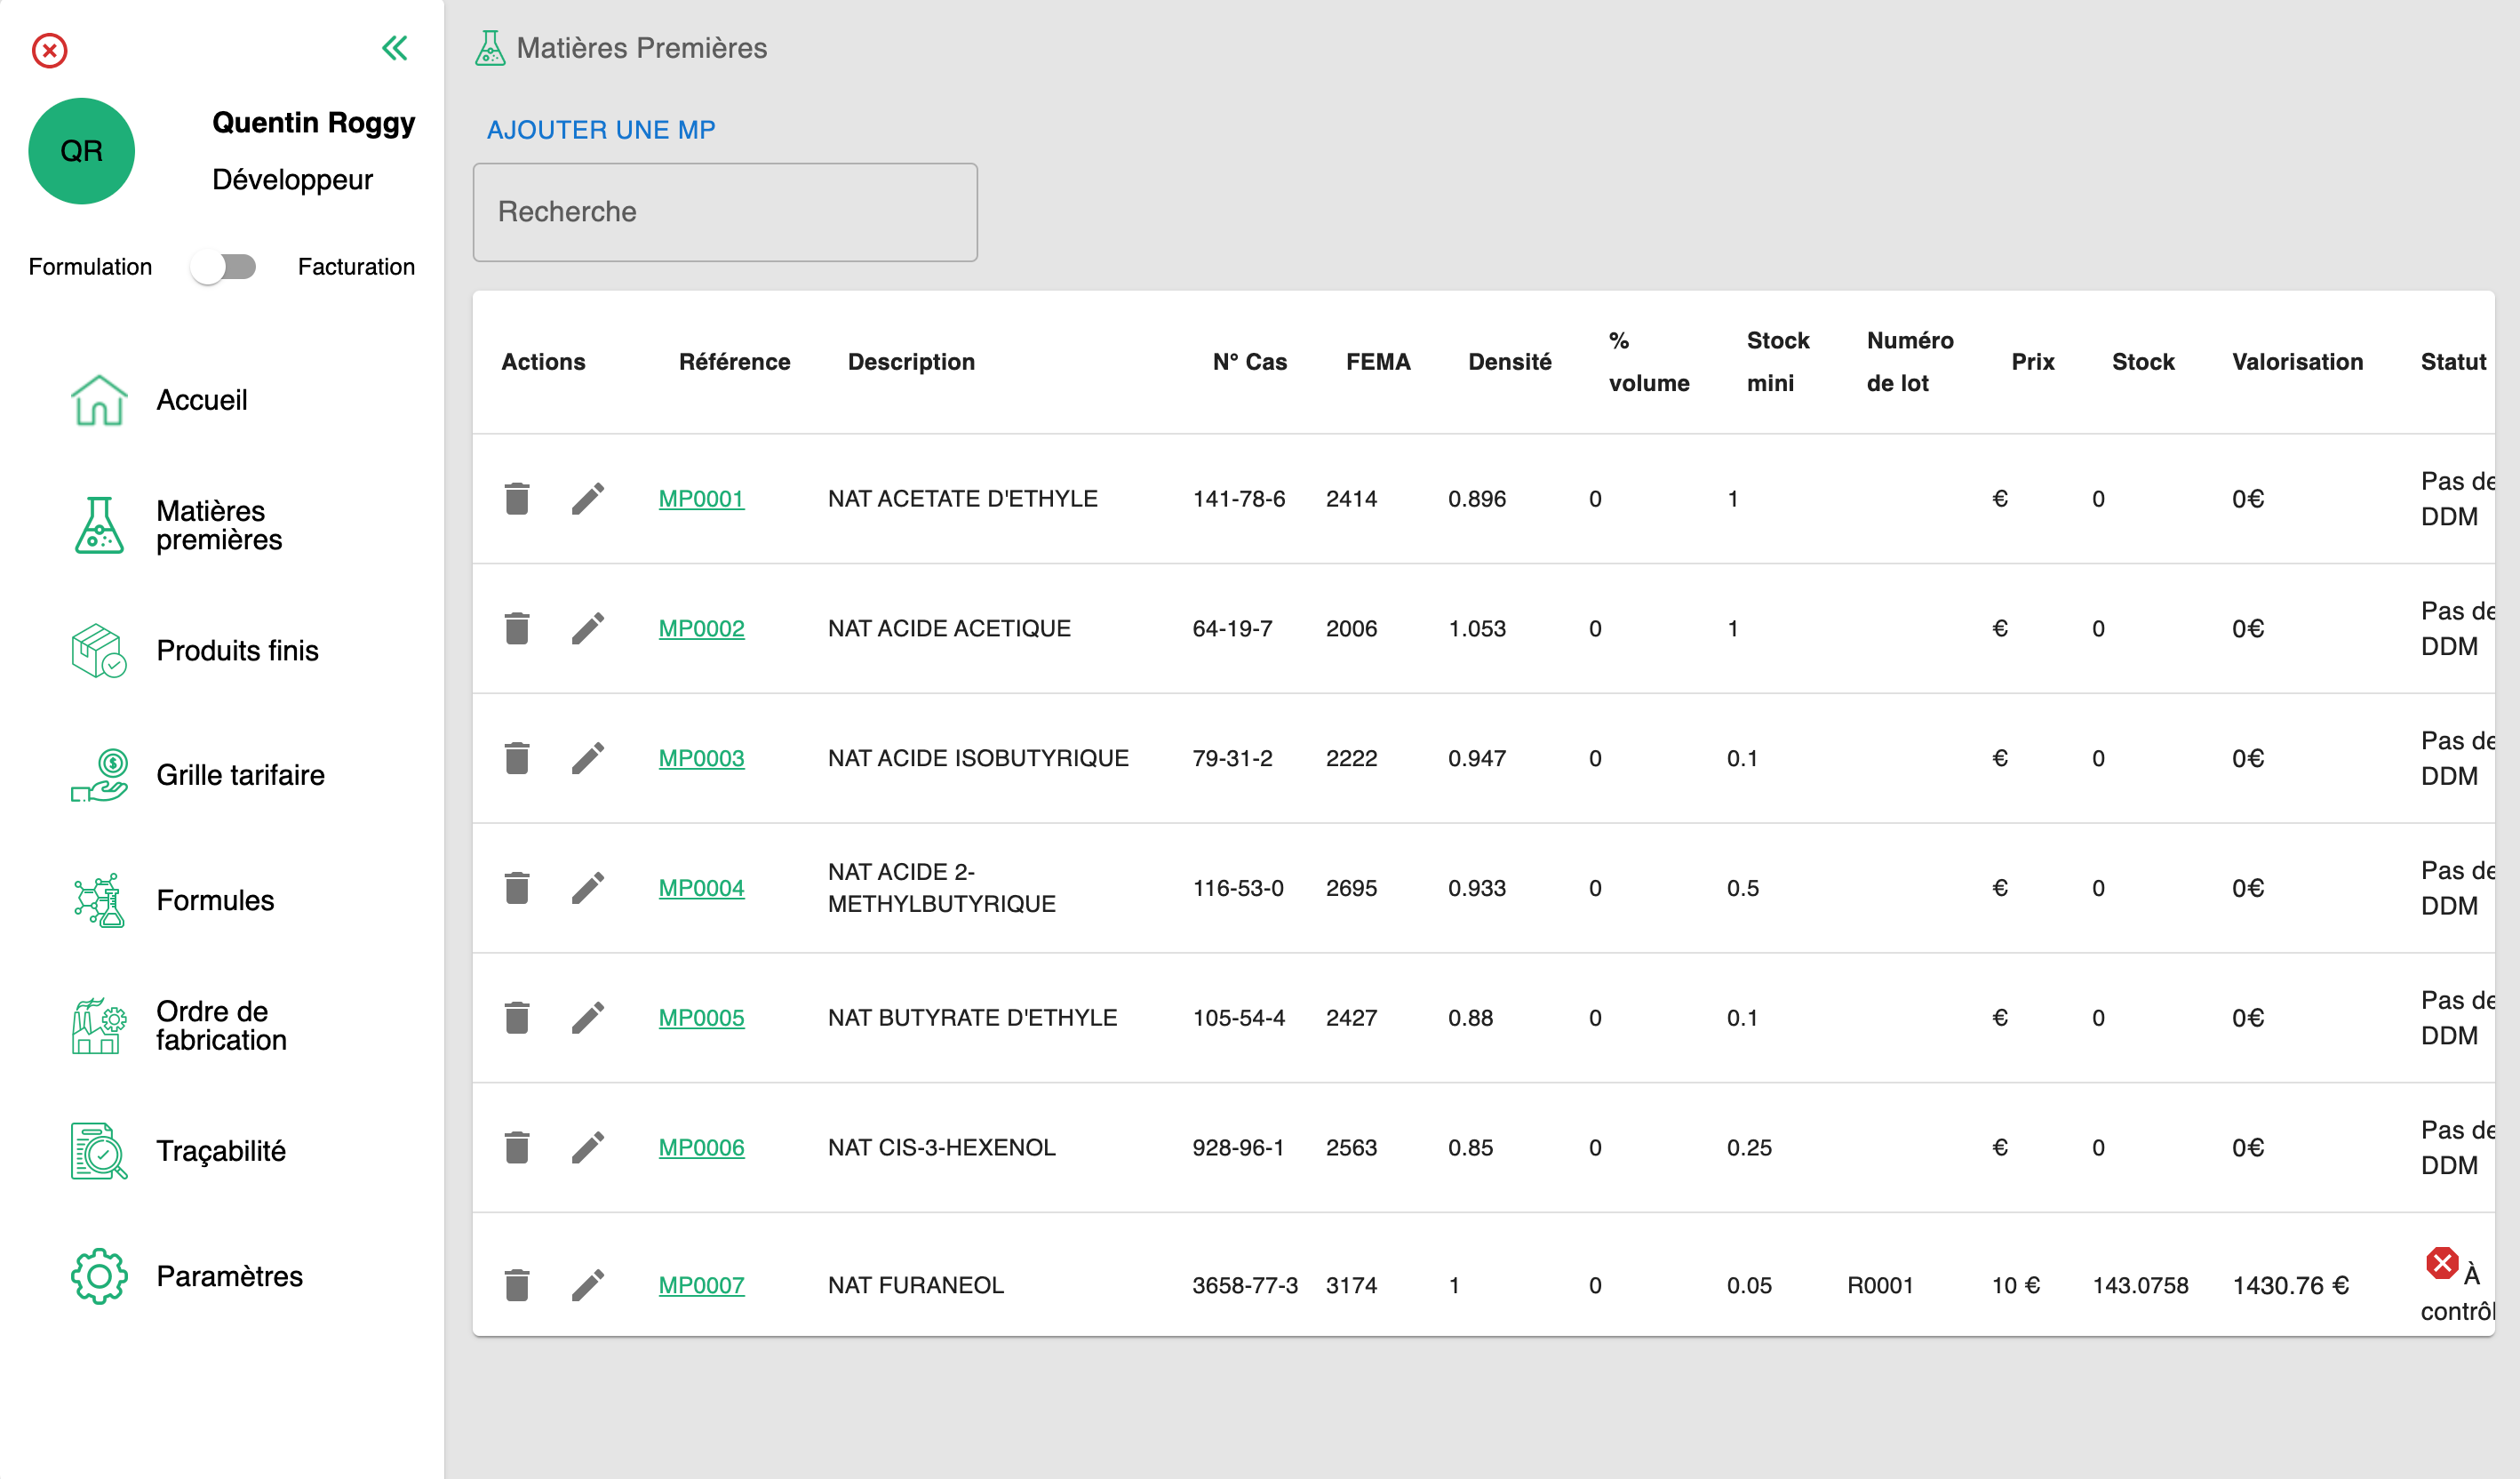 QR
Quentin Roggy
Développeur
Formulation
Facturation
Accueil
Matières
premières
Produits finis
Grille tarifaire
Formules
Ordre de
fabrication
Traçabilité
Paramètres
Matières Premières
AJOUTER UNE MP
Recherche
Actions Référence Description N° Cas FEMA Densité % volume Stock mini Numéro de lot Prix Stock Valorisation Statut
MP0001 NAT ACETATE D'ETHYLE 141-78-6 2414 0.896 0 1 € 0 0€ Pas de DDM
MP0002 NAT ACIDE ACETIQUE 64-19-7 2006 1.053 0 1 € 0 0€ Pas de DDM
MP0003 NAT ACIDE ISOBUTYRIQUE 79-31-2 2222 0.947 0 0.1 € 0 0€ Pas de DDM
MP0004 NAT ACIDE 2-METHYLBUTYRIQUE 116-53-0 2695 0.933 0 0.5 € 0 0€ Pas de DDM
MP0005 NAT BUTYRATE D'ETHYLE 105-54-4 2427 0.88 0 0.1 € 0 0€ Pas de DDM
MP0006 NAT CIS-3-HEXENOL 928-96-1 2563 0.85 0 0.25 € 0 0€ Pas de DDM
MP0007 NAT FURANEOL 3658-77-3 3174 1 0 0.05 R0001 10 € 143.0758 1430.76 € À contrôl